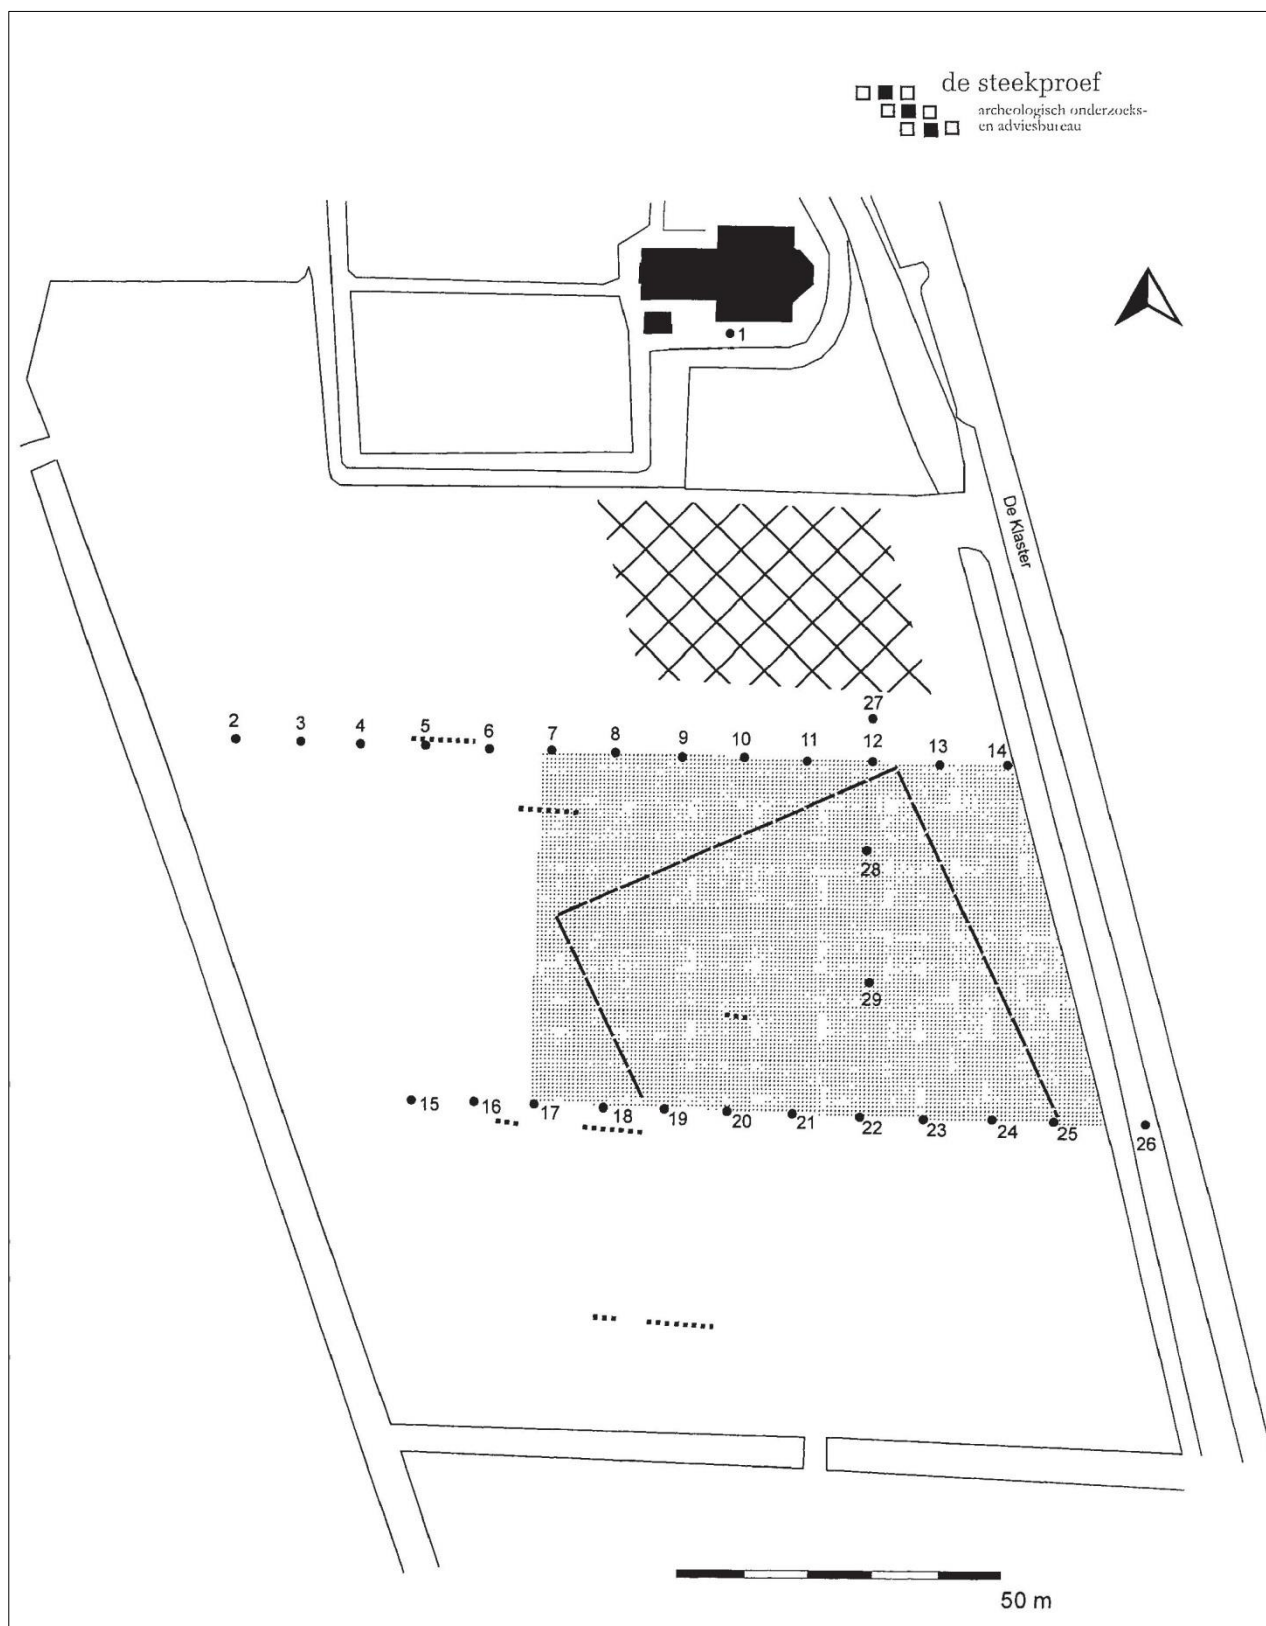 de steekproef
archeologisch onderzoeks-
en adviesbureau
1
De Klaster
27
2 3 4 5 6 7 8 9 10 11 12 13 14
28
29
15 16 17 18 19 20 21 22 23 24 25 26
50 m